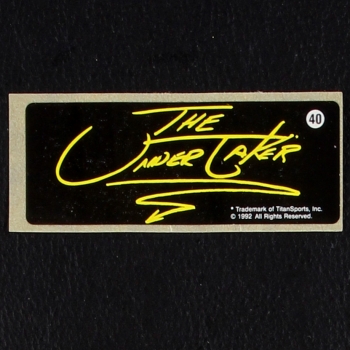 THE
40
UNDERTAKER
* Trademark of TitanSports, Inc.
© 1992 All Rights Reserved.